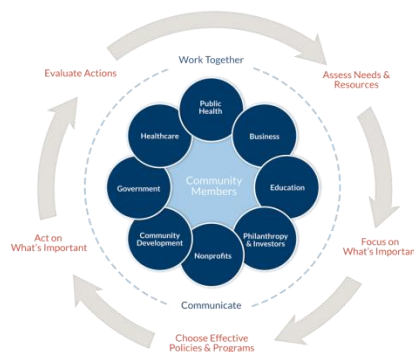 Work Together
Evaluate Actions
Assess Needs &
Resources
Public
Health
Healthcare
Business
Community
Members
Government
Education
Community
Development
Philanthropy
& Investors
Nonprofits
Act on
What's Important
Focus on
What's Importan
Communicate
Choose Effective
Policies & Programs